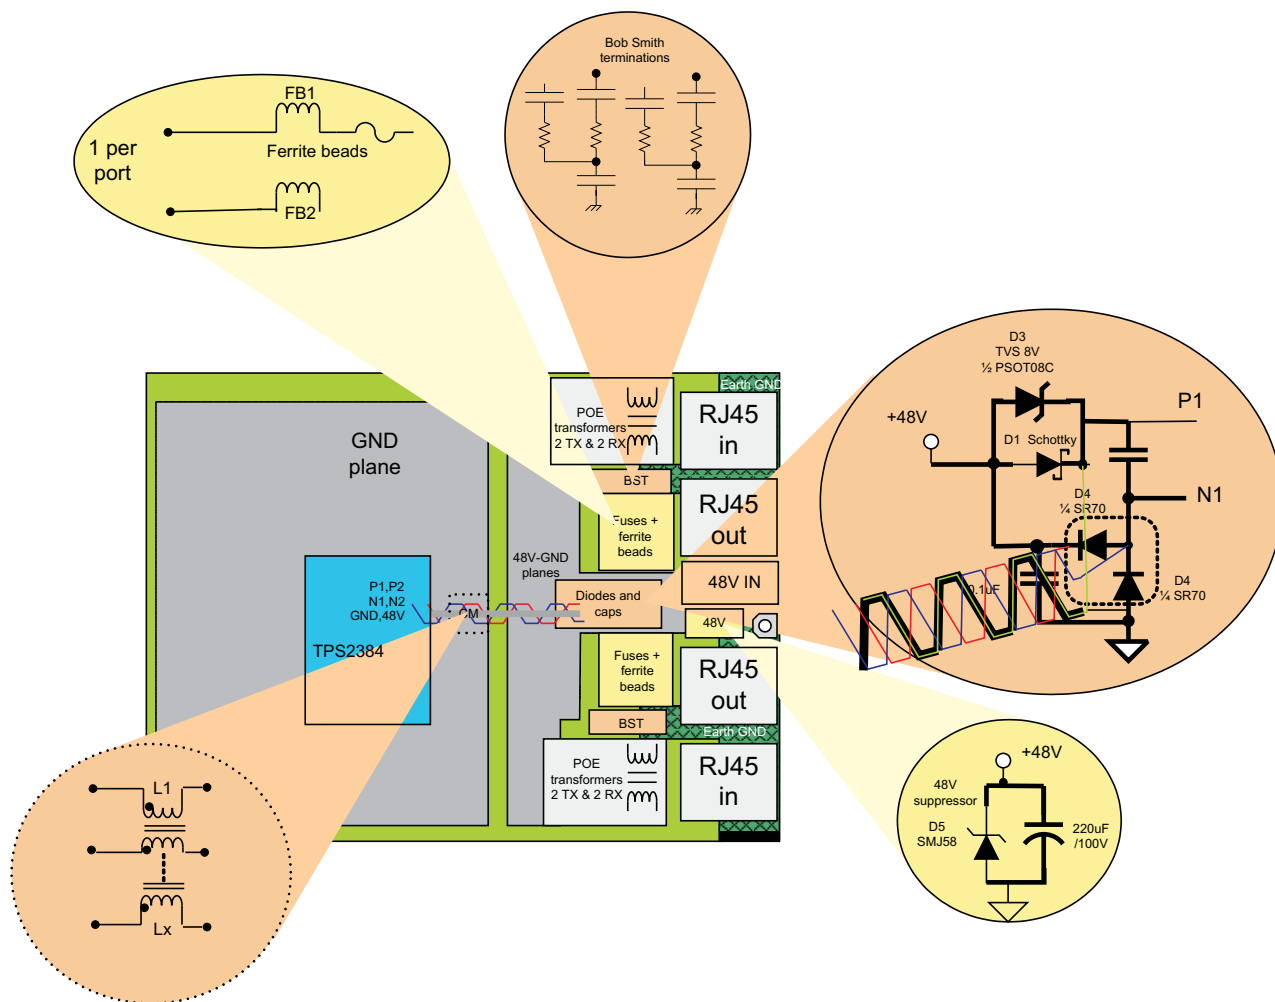 Bob Smith
terminations
FB1
1 per
port
Ferrite beads
FB2
D3
TVS 8V
½ PSOT08C
+48V
P1
D1 Schottky
D4
¼ SR70
N1
0.1uF
D4
¼ SR70
Earth GND
POE
transformers
2 TX & 2 RX
RJ45
in
GND
plane
BST
Fuses +
ferrite
beads
RJ45
out
48V-GND
planes
48V IN
Diodes and
caps
P1,P2
N1,N2
GND,48V
CM
48V
TPS2384
Fuses +
ferrite
beads
RJ45
out
BST
Earth GND
POE
transformers
2 TX & 2 RX
RJ45
in
+48V
48V
suppressor
D5
SMJ58
220uF
/100V
L1
Lx